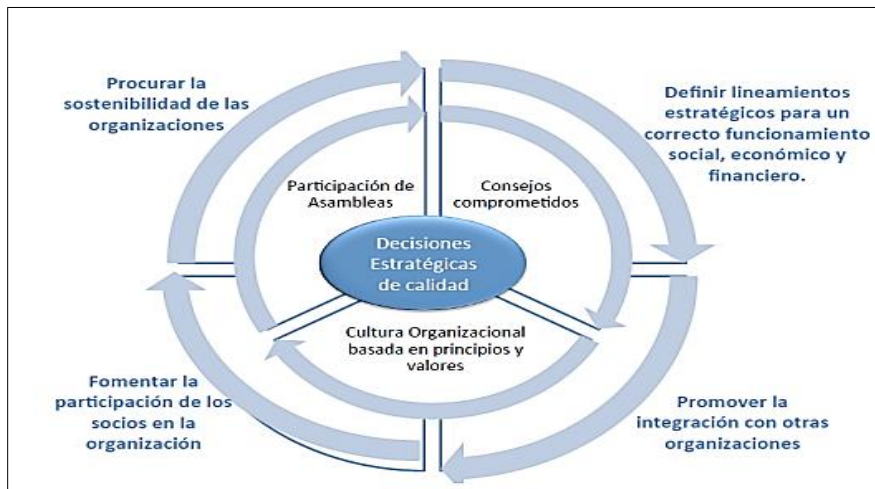 Procurar la
sostenibilidad de las
organizaciones
Definir lineamientos
estratégicos para un
correcto funcionamiento
social, económico y
financiero.
Participación de
Asambleas
Consejos
comprometidos
Decisiones
Estratégicas
de calidad
Cultura Organizacional
basada en principios y
valores
Fomentar la
participación de los
socios en la
organización
Promover la
integración con otras
organizaciones